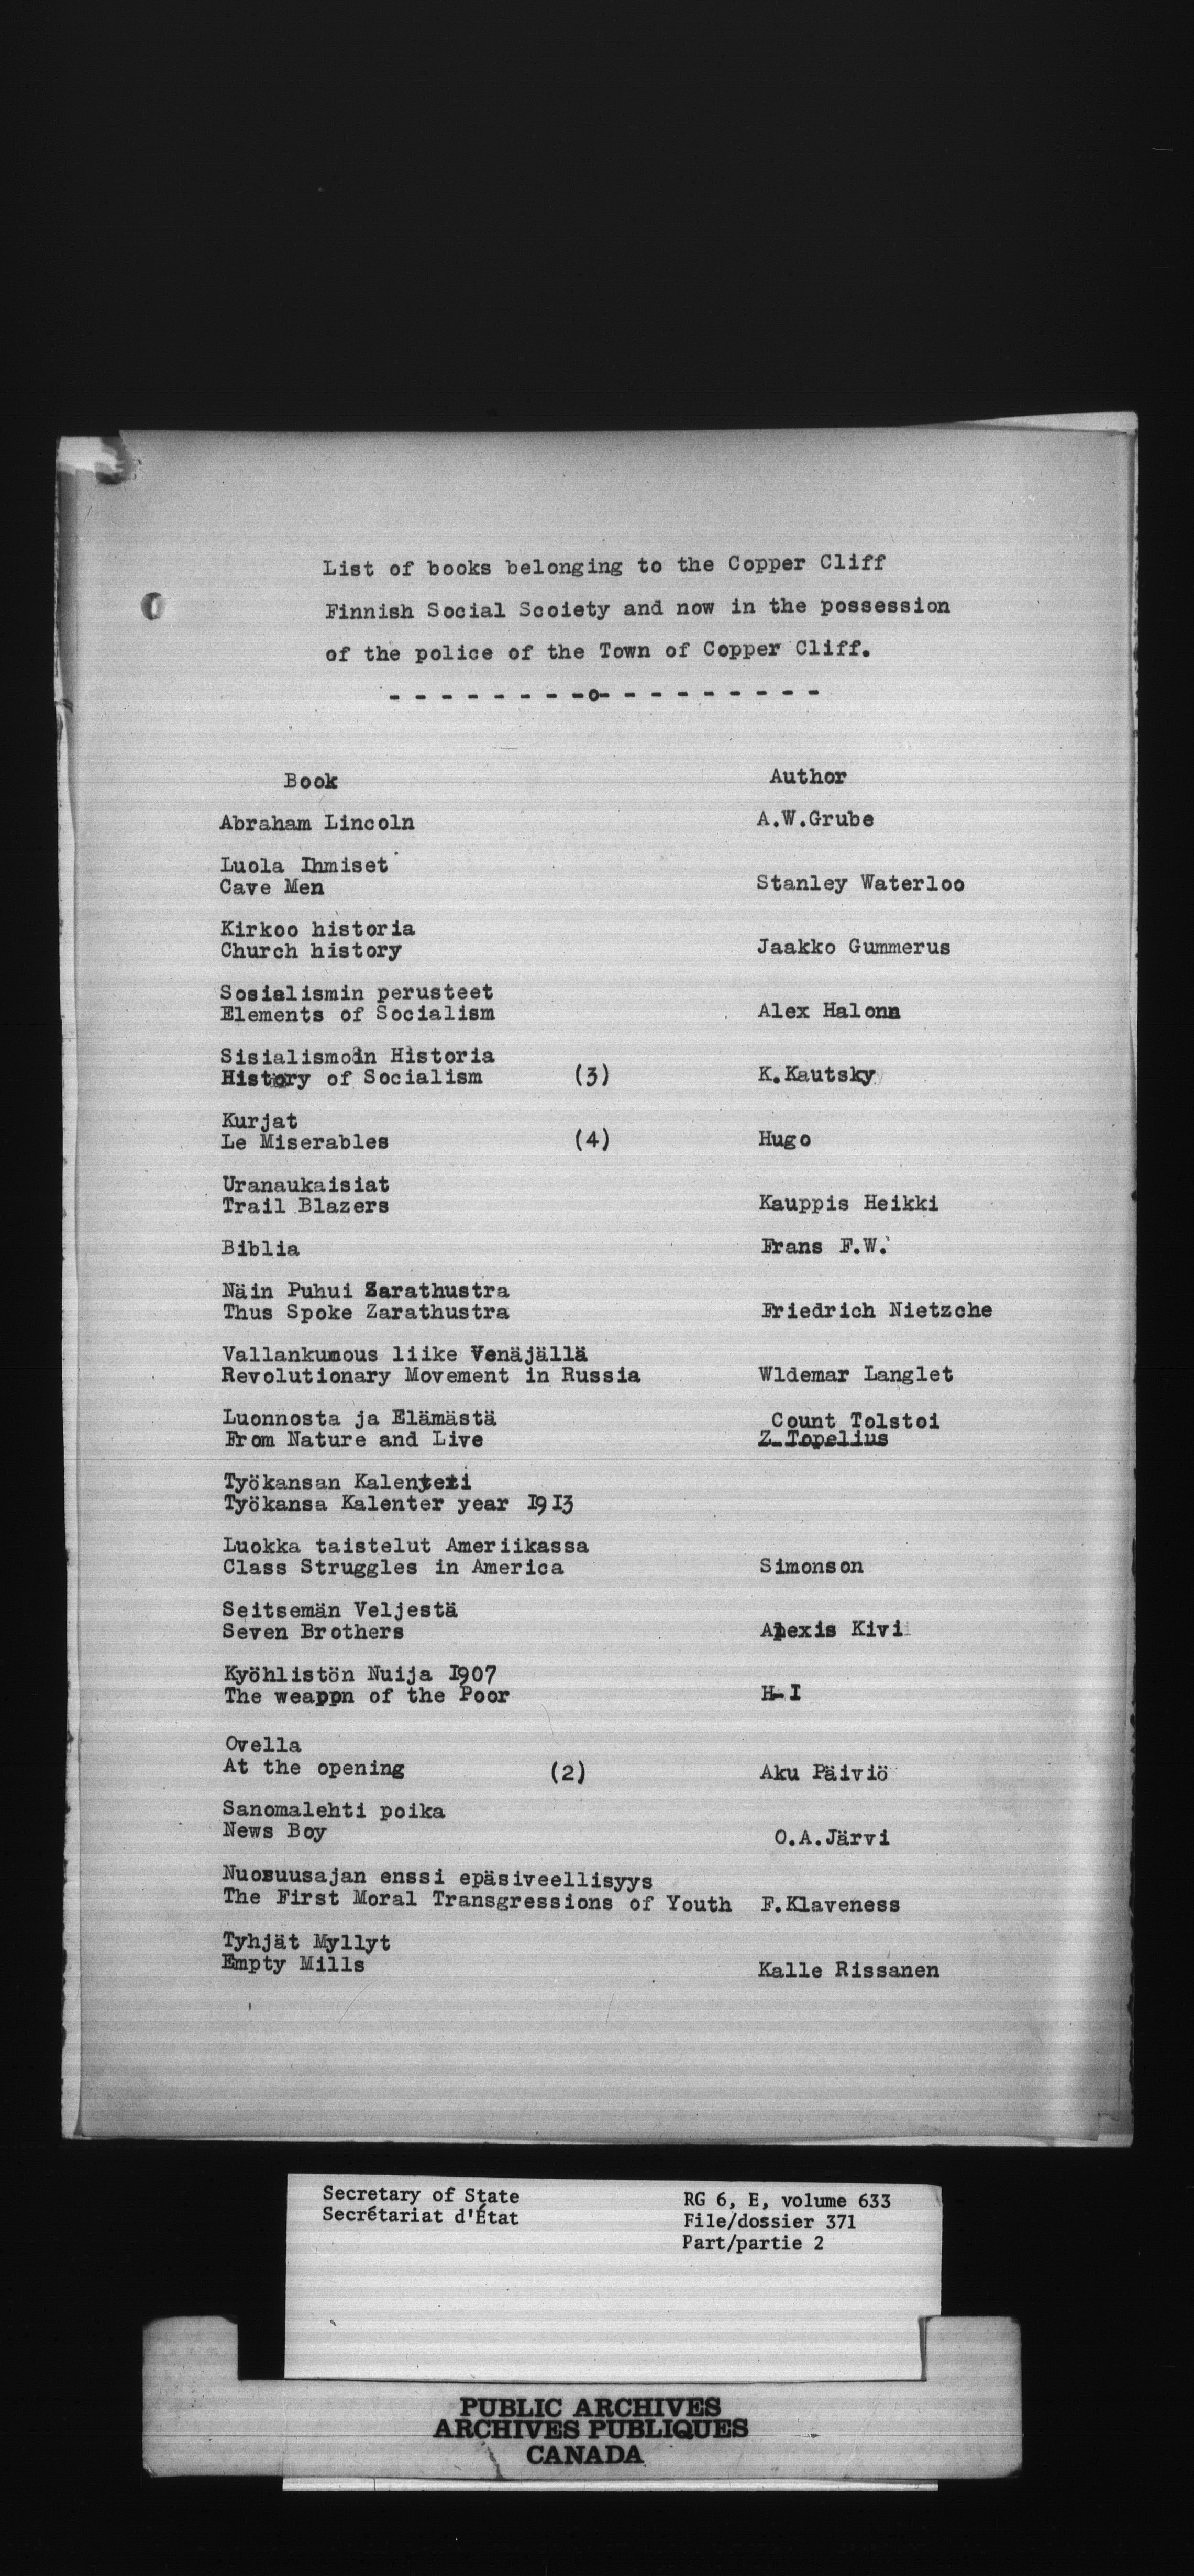 List of books belonging to the Copper Cliff
Finnish Social Scoiety and now in the possession
of the police of the Town of Copper Cliff.
- - - - - - - -o- - - - - - - - -
Book Author
Abraham Lincoln A.W.Grube
Luola Ihmiset
Cave Men Stanley Waterloo
Kirkoo historia
Church history Jaakko Gummerus
Sosialismin perusteet
Elements of Socialism Alex Halonn
Sisialismoin Historia
History of Socialism (3) K.Kautsky
Kurjat
Le Miserables (4) Hugo
Uranaukaisiat
Trail Blazers Kauppis Heikki
Biblia Frans F.W.
Näin Puhui Zarathustra
Thus Spoke Zarathustra Friedrich Nietzche
Vallankumous liike Venäjällä
Revolutionary Movement in Russia Wldemar Langlet
Luonnosta ja Elämästä Count Tolstoi
From Nature and Live Z Topelius
Työkansan Kalenteri
Työkansa Kalenter year 1913
Luokka taistelut Ameriikassa
Class Struggles in America Simonson
Seitsemän Veljestä
Seven Brothers Alexis Kivi
Kyöhlistön Nuija 1907
The weappn of the Poor H-I
Ovella
At the opening (2) Aku Päiviö
Sanomalehti poika
News Boy O.A.Järvi
Nuoruusajan enssi epäsiveellisyys
The First Moral Transgressions of Youth F.Klaveness
Tyhjät Myllyt
Empty Mills Kalle Rissanen
Secretary of State RG 6, E, volume 633
Secrétariat d'État File/dossier 371
Part/partie 2
PUBLIC ARCHIVES
ARCHIVES PUBLIQUES
CANADA